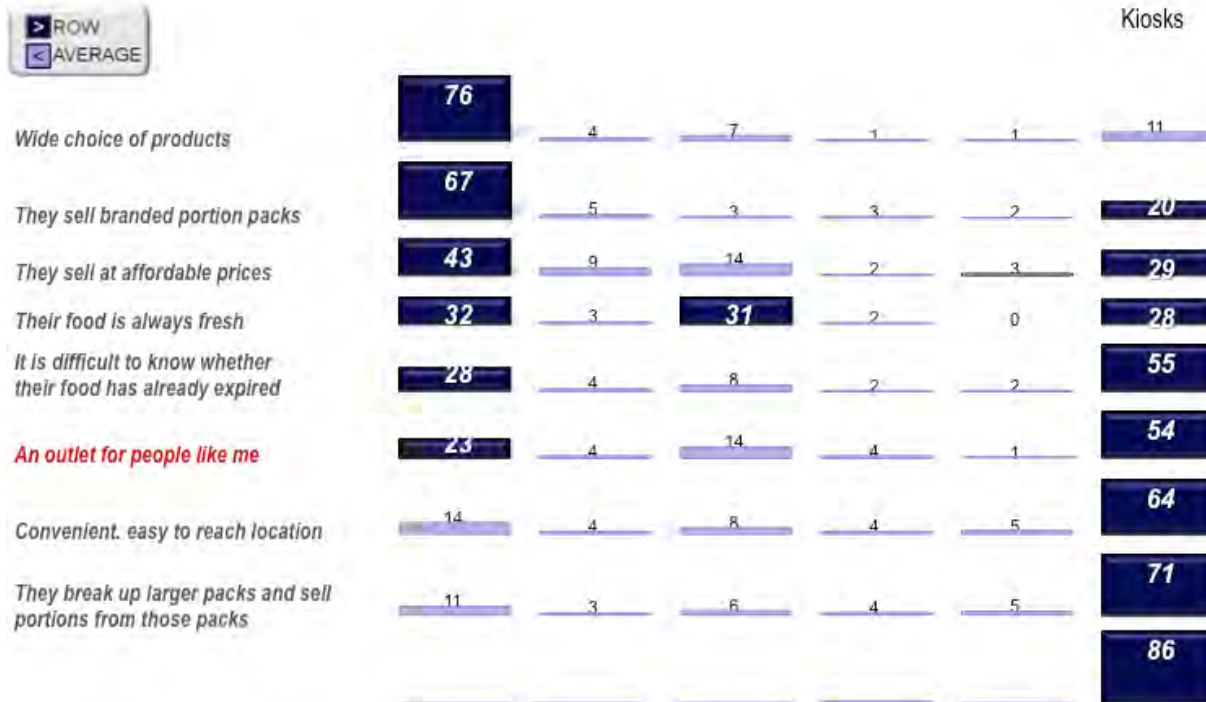 > ROW
< AVERAGE
Kiosks
Wide choice of products 76 4 7 1 1 11
They sell branded portion packs 67 5 3 3 2 20
They sell at affordable prices 43 9 14 2 3 29
Their food is always fresh 32 3 31 2 0 28
It is difficult to know whether
their food has already expired 28 4 8 2 2 55
An outlet for people like me 23 4 14 4 1 54
Convenient. easy to reach location 14 4 8 4 5 64
They break up larger packs and sell
portions from those packs 11 3 6 4 5 71
86